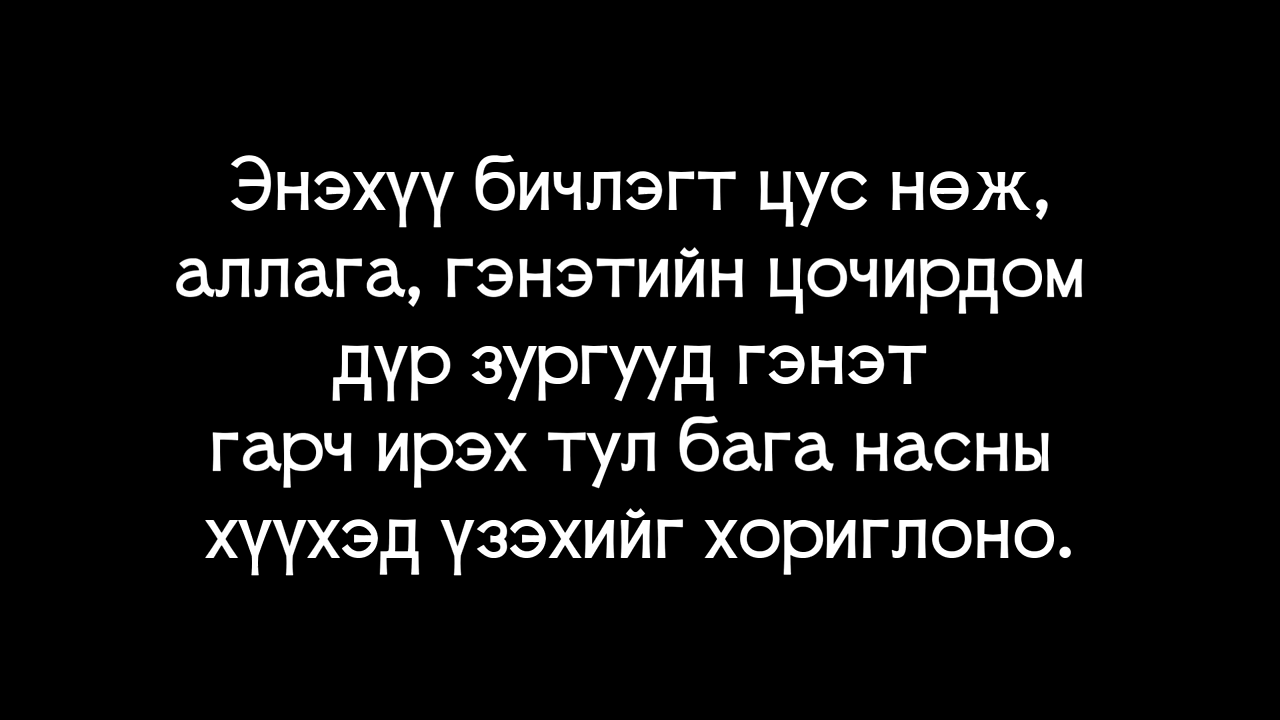 Энэхүү бичлэгт цус нөж,
аллага, гэнэтийн цочирдом
дүр зургууд гэнэт
гарч ирэх тул бага насны
хүүхэд үзэхийг хориглоно.